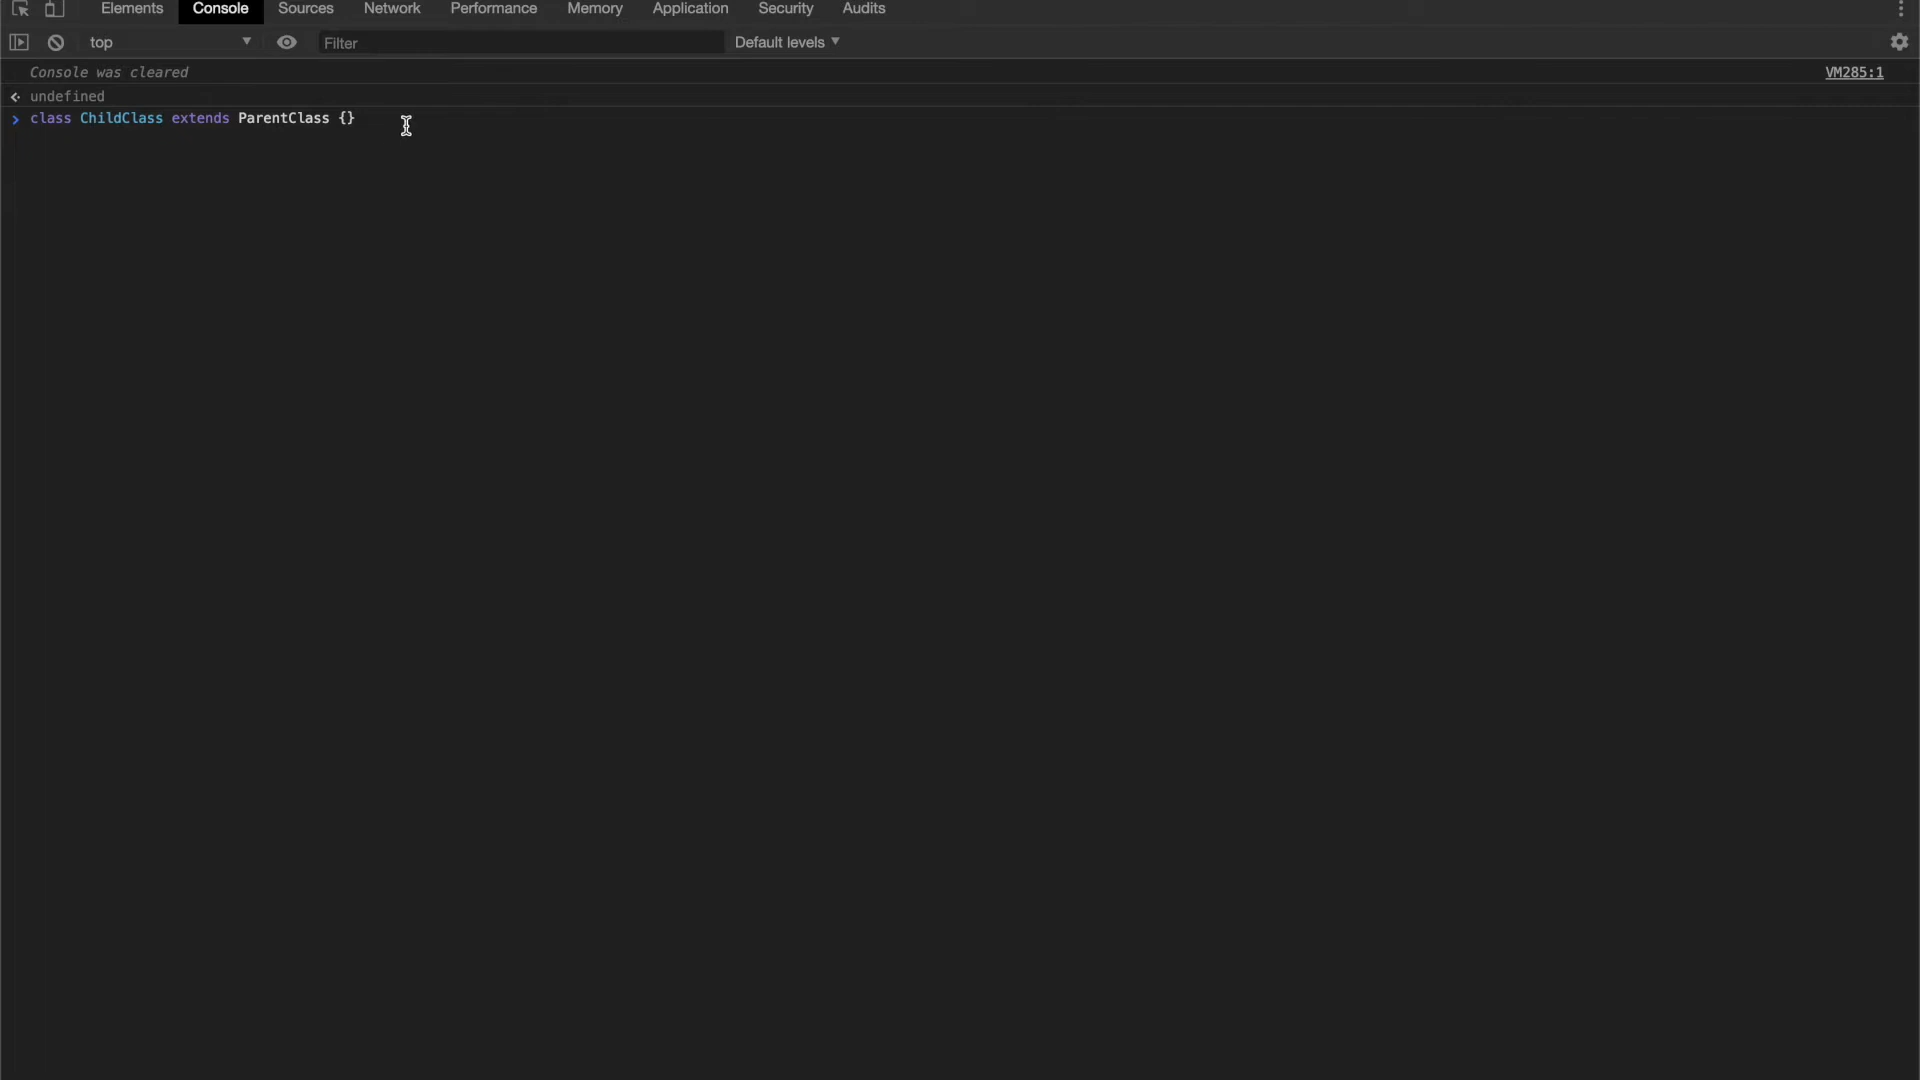 Elements Console Sources Network Performance Memory Application Security Audits
top Filter Default levels
Console was cleared VM285:1
undefined
class ChildClass extends ParentClass {}